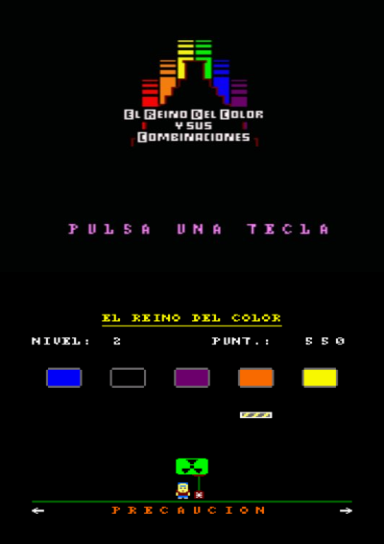 EL REINO DEL COLOR
Y SUS
COMBINACIONES
PULSA UNA TECLA
EL REINO DEL COLOR
NIVEL: 2 PUNT.: 550
PRECAUCION